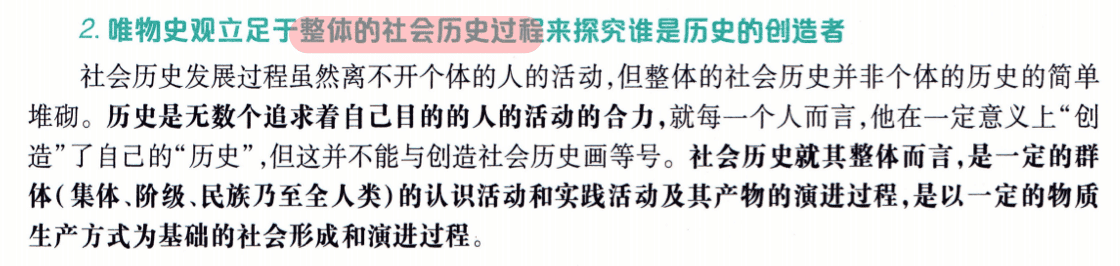 2. 唯物史观立足于整体的社会历史过程来探究谁是历史的创造者
社会历史发展过程虽然离不开个体的人的活动,但整体的社会历史并非个体的历史的简单
堆砌。历史是无数个追求着自己目的的人的活动的合力,就每一个人而言,他在一定意义上“创
造”了自己的“历史”,但这并不能与创造社会历史画等号。社会历史就其整体而言,是一定的群
体(集体、阶级、民族乃至全人类)的认识活动和实践活动及其产物的演进过程,是以一定的物质
生产方式为基础的社会形成和演进过程。